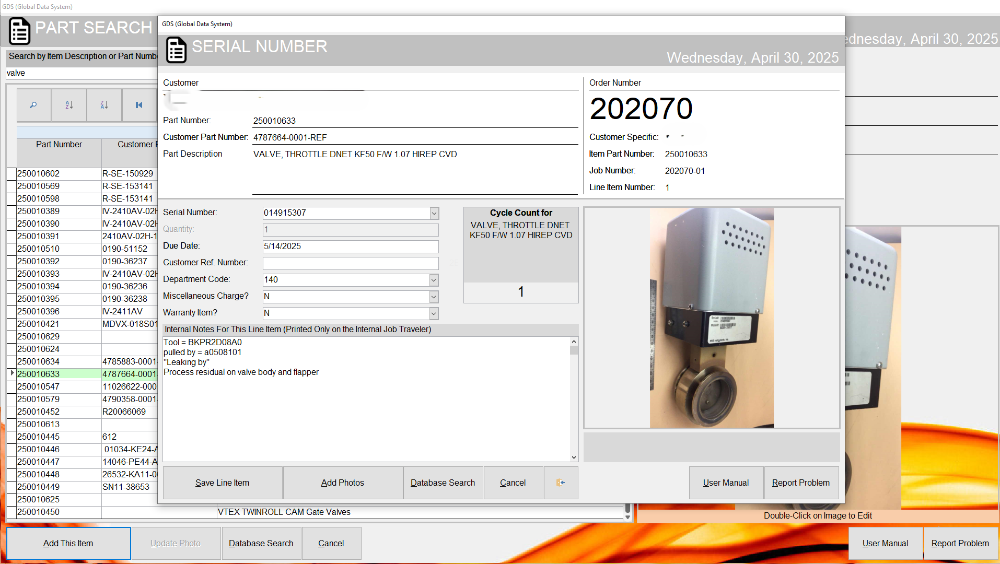 GDS (Global Data System)
PART SEARCH
ednesday, April 30, 2025
Search by Item Description or Part Numbe
valve
Part Number
Customer
250010602 R-SE-150929
250010569 R-SE-153141
250010598 R-SE-153141
250010389 IV-2410AV-02H
250010390 IV-2410AV-02H
250010391 2410AV-02H-1
250010510 0190-51152
250010392 0190-36237
250010393 IV-2410AV-02H
250010394 0190-36236
250010395 0190-36238
250010396 IV-2411AV
250010421 MDVX-018S01
250010629
250010624
250010634 4785883-0001-
250010633 4787664-0001-
250010547 11026622-000
250010579 4790358-0001-
250010452 R20066069
250010613
250010445 612
250010446 01034-KE24-A
250010447 14046-PE44-A
250010448 26532-KA11-0
250010449 SN11-38653
250010625
250010450 VTEX TWINROLL CAM Gate Valves
Add This Item
Update Photo
Database Search
Cancel
Double-Click on Image to Edit
User Manual
Report Problem
GDS (Global Data System)
SERIAL NUMBER
Wednesday, April 30, 2025
Customer
Part Number: 250010633
Customer Part Number: 4787664-0001-REF
Part Description VALVE, THROTTLE DNET KF50 F/W 1.07 HIREP CVD
Order Number
202070
Customer Specific:
Item Part Number: 250010633
Job Number: 202070-01
Line Item Number: 1
Serial Number: 014915307
Quantity: 1
Due Date: 5/14/2025
Customer Ref. Number:
Department Code: 140
Miscellaneous Charge? N
Warranty Item? N
Cycle Count for
VALVE, THROTTLE DNET
KF50 F/W 1.07 HIREP CVD
1
Internal Notes For This Line Item (Printed Only on the Internal Job Traveler)
Tool = BKPR2D08A0
pulled by = a0508101
"Leaking by"
Process residual on valve body and flapper
Save Line Item
Add Photos
Database Search
Cancel
User Manual
Report Problem